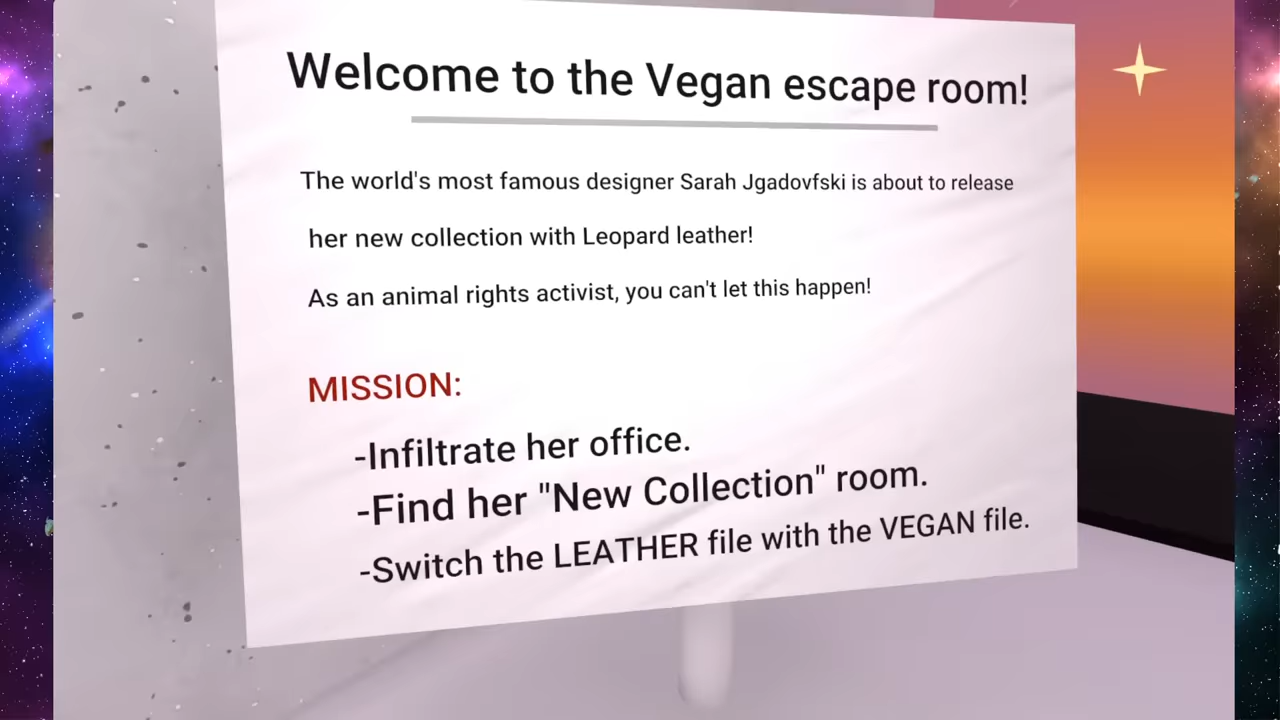 Welcome to the Vegan escape room!
The world's most famous designer Sarah Jgadovfski is about to release
her new collection with Leopard leather!
As an animal rights activist, you can't let this happen!
MISSION:
-Infiltrate her office.
-Find her "New Collection" room.
-Switch the LEATHER file with the VEGAN file.